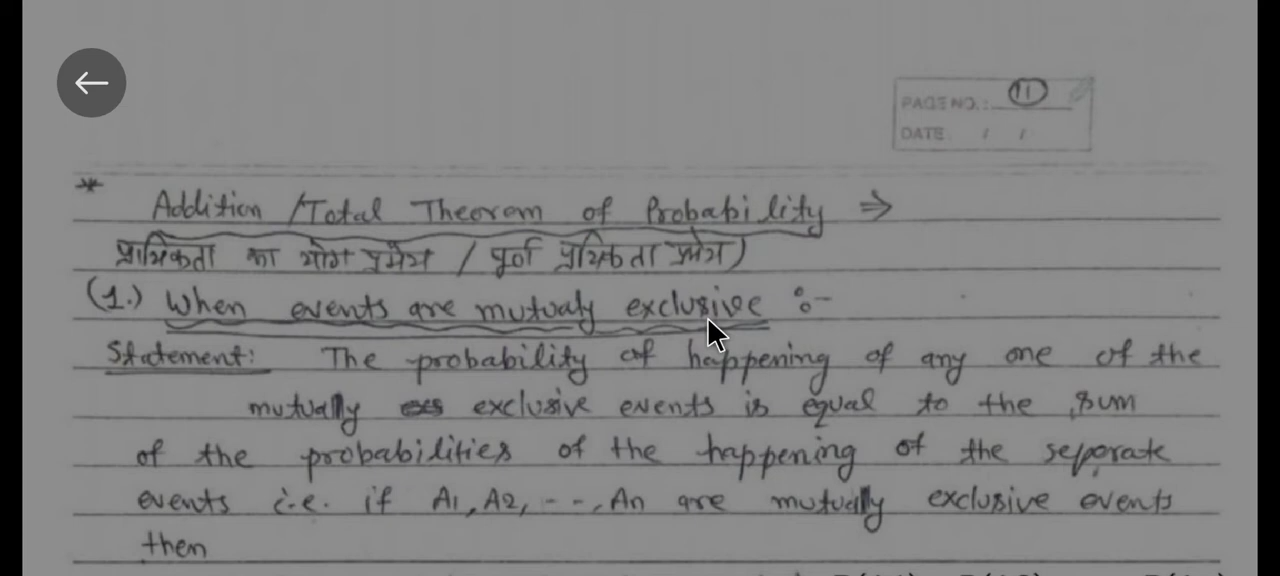 PAGE NO.: 11
DATE / /
* Addition /Total Theorem of Probability ⇒
प्रायिकता का योग प्रमेय / पूर्ण प्रायिकता प्रमेय)
(1.) When events are mutualy exclusive :-
Statement: The probability of happening of any one of the
mutually exclusive events is equal to the sum
of the probabilities of the happening of the separate
events i.e. if A1, A2, - - -, An are mutually exclusive events
then